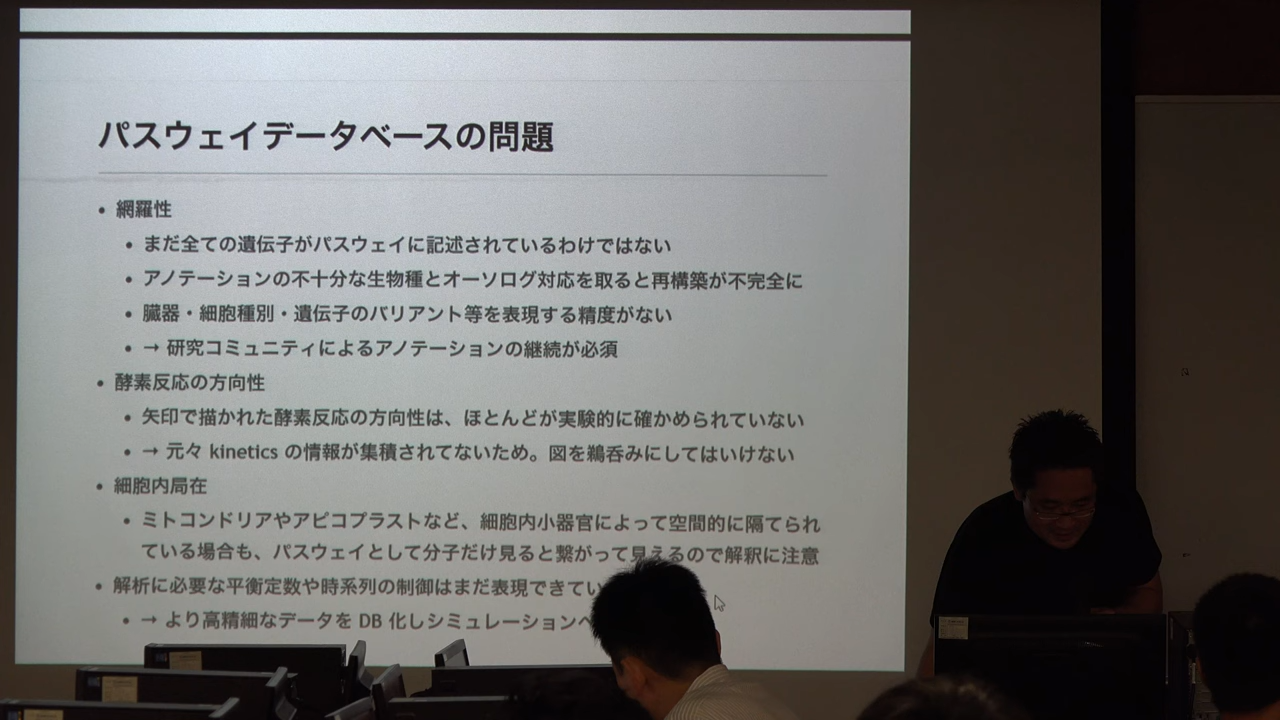 パスウェイデータベースの問題
• 網羅性
• まだ全ての遺伝子がパスウェイに記述されているわけではない
• アノテーションの不十分な生物種とオーソログ対応を取ると再構築が不完全に
• 臓器・細胞種別・遺伝子のバリアント等を表現する精度がない
• → 研究コミュニティによるアノテーションの継続が必須
• 酵素反応の方向性
• 矢印で描かれた酵素反応の方向性は、ほとんどが実験的に確かめられていない
• → 元々 kinetics の情報が集積されてないため。図を鵜呑みにしてはいけない
• 細胞内局在
• ミトコンドリアやアピコプラストなど、細胞内小器官によって空間的に隔てられ
ている場合も、パスウェイとして分子だけ見ると繋がって見えるので解釈に注意
• 解析に必要な平衡定数や時系列の制御はまだ表現できてい
• → より高精細なデータを DB 化しシミュレーションへ